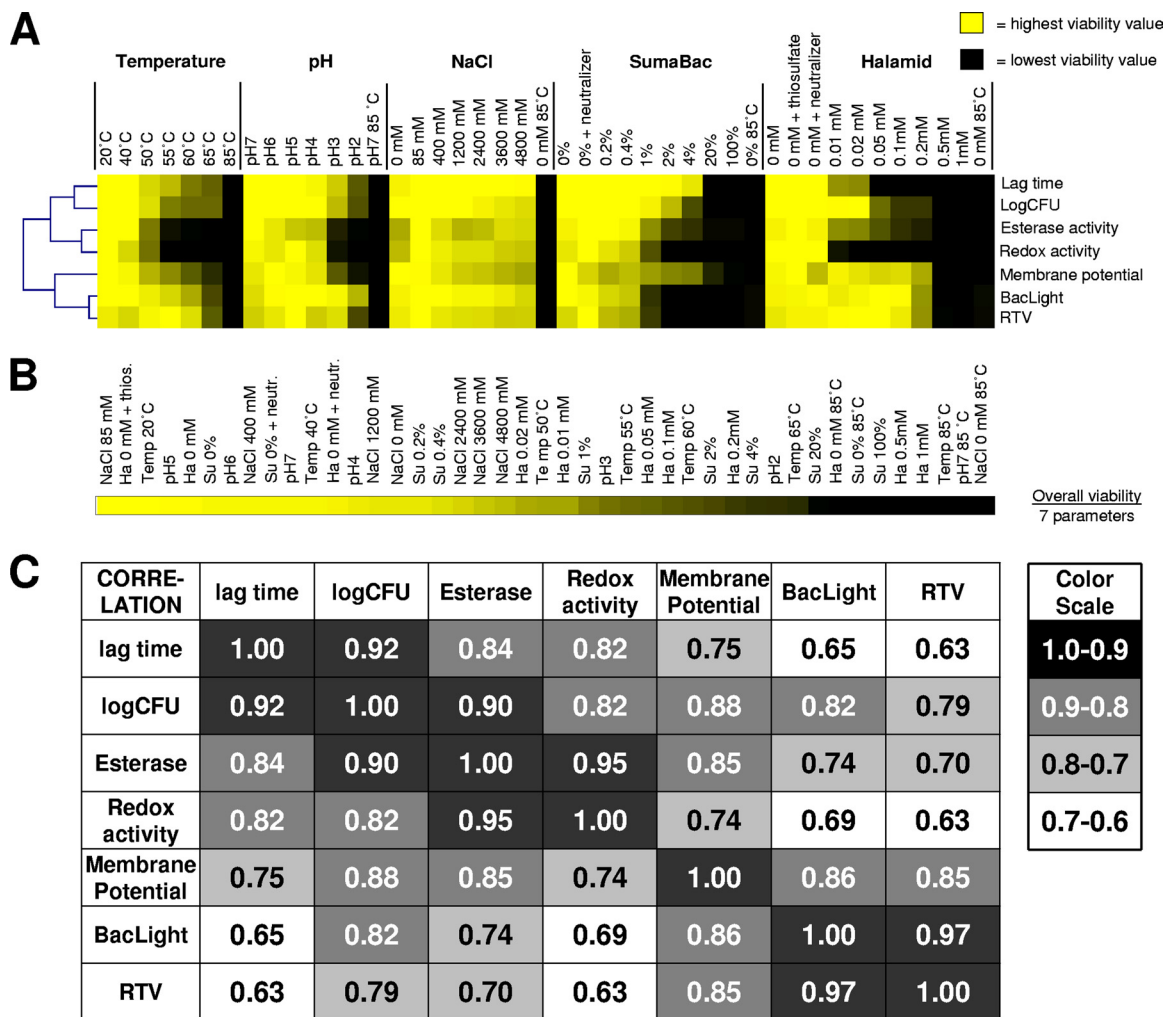 A
= highest viability value
= lowest viability value
Temperature
pH
NaCl
SumaBac
Halamid
20˚C
40˚C
50˚C
55˚C
60˚C
65˚C
85˚C
pH7
pH6
pH5
pH4
pH3
pH2
pH7 85˚C
0 mM
85 mM
400 mM
1200 mM
2400 mM
3600 mM
4800 mM
0 mM 85˚C
0%
0% + neutralizer
0.2%
0.4%
1%
2%
4%
20%
100%
0% 85˚C
0 mM
0 mM + thiosulfate
0 mM + neutralizer
0.01 mM
0.02 mM
0.05 mM
0.1mM
0.2mM
0.5mM
1mM
0 mM 85˚C
Lag time
LogCFU
Esterase activity
Redox activity
Membrane potential
BacLight
RTV
B
NaCl 85 mM
Ha 0 mM + thios.
Temp 20˚C
pH5
Ha 0 mM
Su 0%
pH6
NaCl 400 mM
Su 0% + neutr.
pH7
Temp 40˚C
Ha 0 mM + neutr.
pH4
NaCl 1200 mM
NaCl 0 mM
Su 0.2%
Su 0.4%
NaCl 2400 mM
NaCl 3600 mM
NaCl 4800 mM
Ha 0.02 mM
Te mp 50˚C
Ha 0.01 mM
Su 1%
pH3
Temp 55˚C
Ha 0.05 mM
Ha 0.1mM
Temp 60˚C
Su 2%
Ha 0.2mM
Su 4%
pH2
Temp 65˚C
Su 20%
Ha 0 mM 85˚C
Su 0% 85˚C
Su 100%
Ha 0.5mM
Ha 1mM
Temp 85˚C
pH7 85 ˚C
NaCl 0 mM 85˚C
Overall viability
7 parameters
C
CORRE-
LATION
lag time
logCFU
Esterase
Redox
activity
Membrane
Potential
BacLight
RTV
lag time 1.00 0.92 0.84 0.82 0.75 0.65 0.63
logCFU 0.92 1.00 0.90 0.82 0.88 0.82 0.79
Esterase 0.84 0.90 1.00 0.95 0.85 0.74 0.70
Redox
activity 0.82 0.82 0.95 1.00 0.74 0.69 0.63
Membrane
Potential 0.75 0.88 0.85 0.74 1.00 0.86 0.85
BacLight 0.65 0.82 0.74 0.69 0.86 1.00 0.97
RTV 0.63 0.79 0.70 0.63 0.85 0.97 1.00
Color
Scale
1.0-0.9
0.9-0.8
0.8-0.7
0.7-0.6